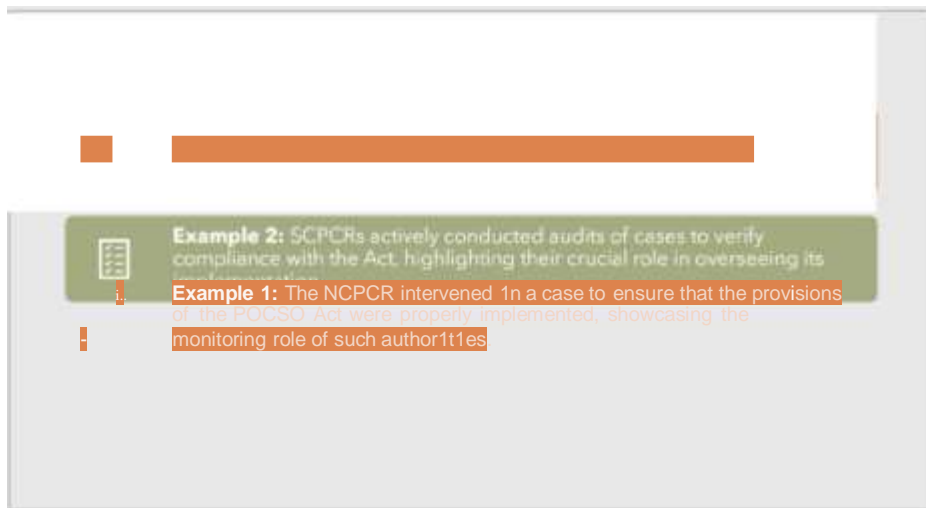 Example 2: SCPCRs actively conducted audits of cases to verify
compliance with the Act, highlighting their crucial role in overseeing its
implementation
i..
Example 1: The NCPCR intervened 1n a case to ensure that the provisions
of the POCSO Act were properly implemented, showcasing the
-
monitoring role of such author1t1es